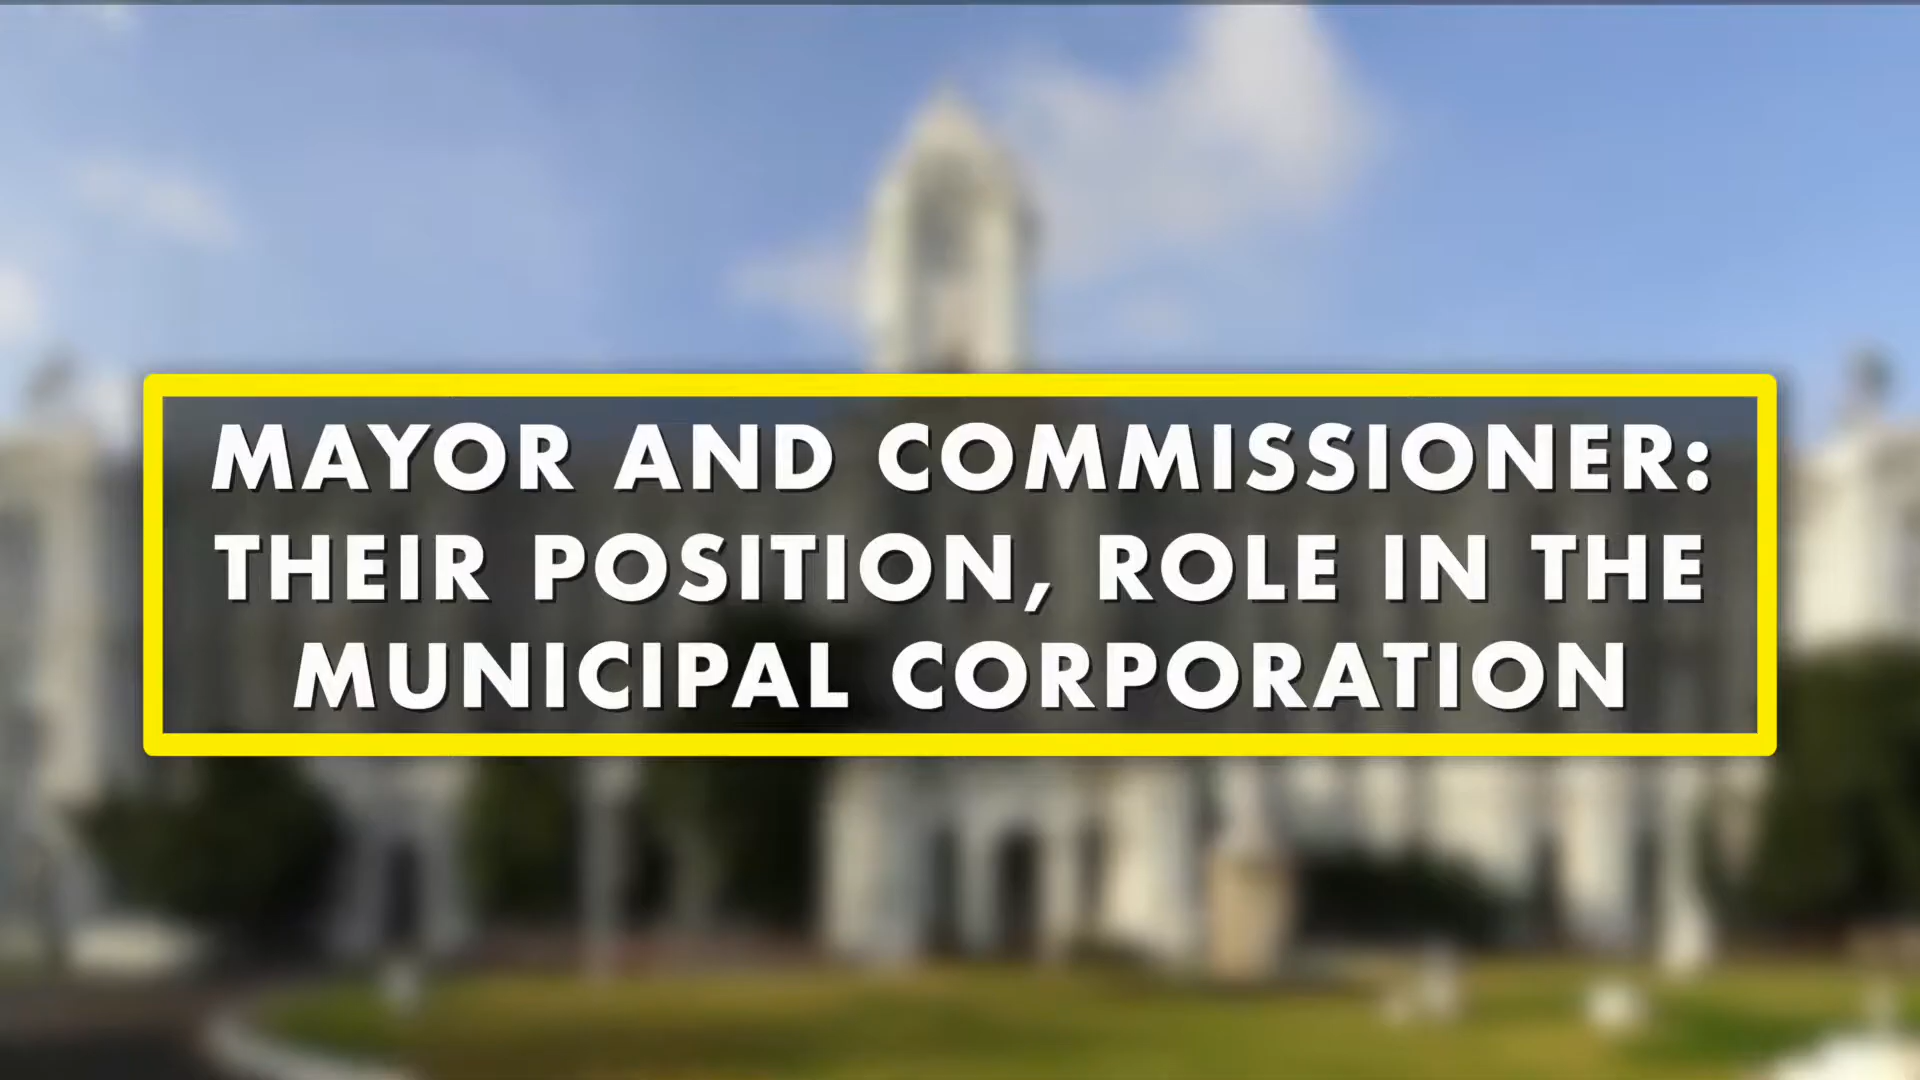 MAYOR AND COMMISSIONER:
THEIR POSITION, ROLE IN THE
MUNICIPAL CORPORATION